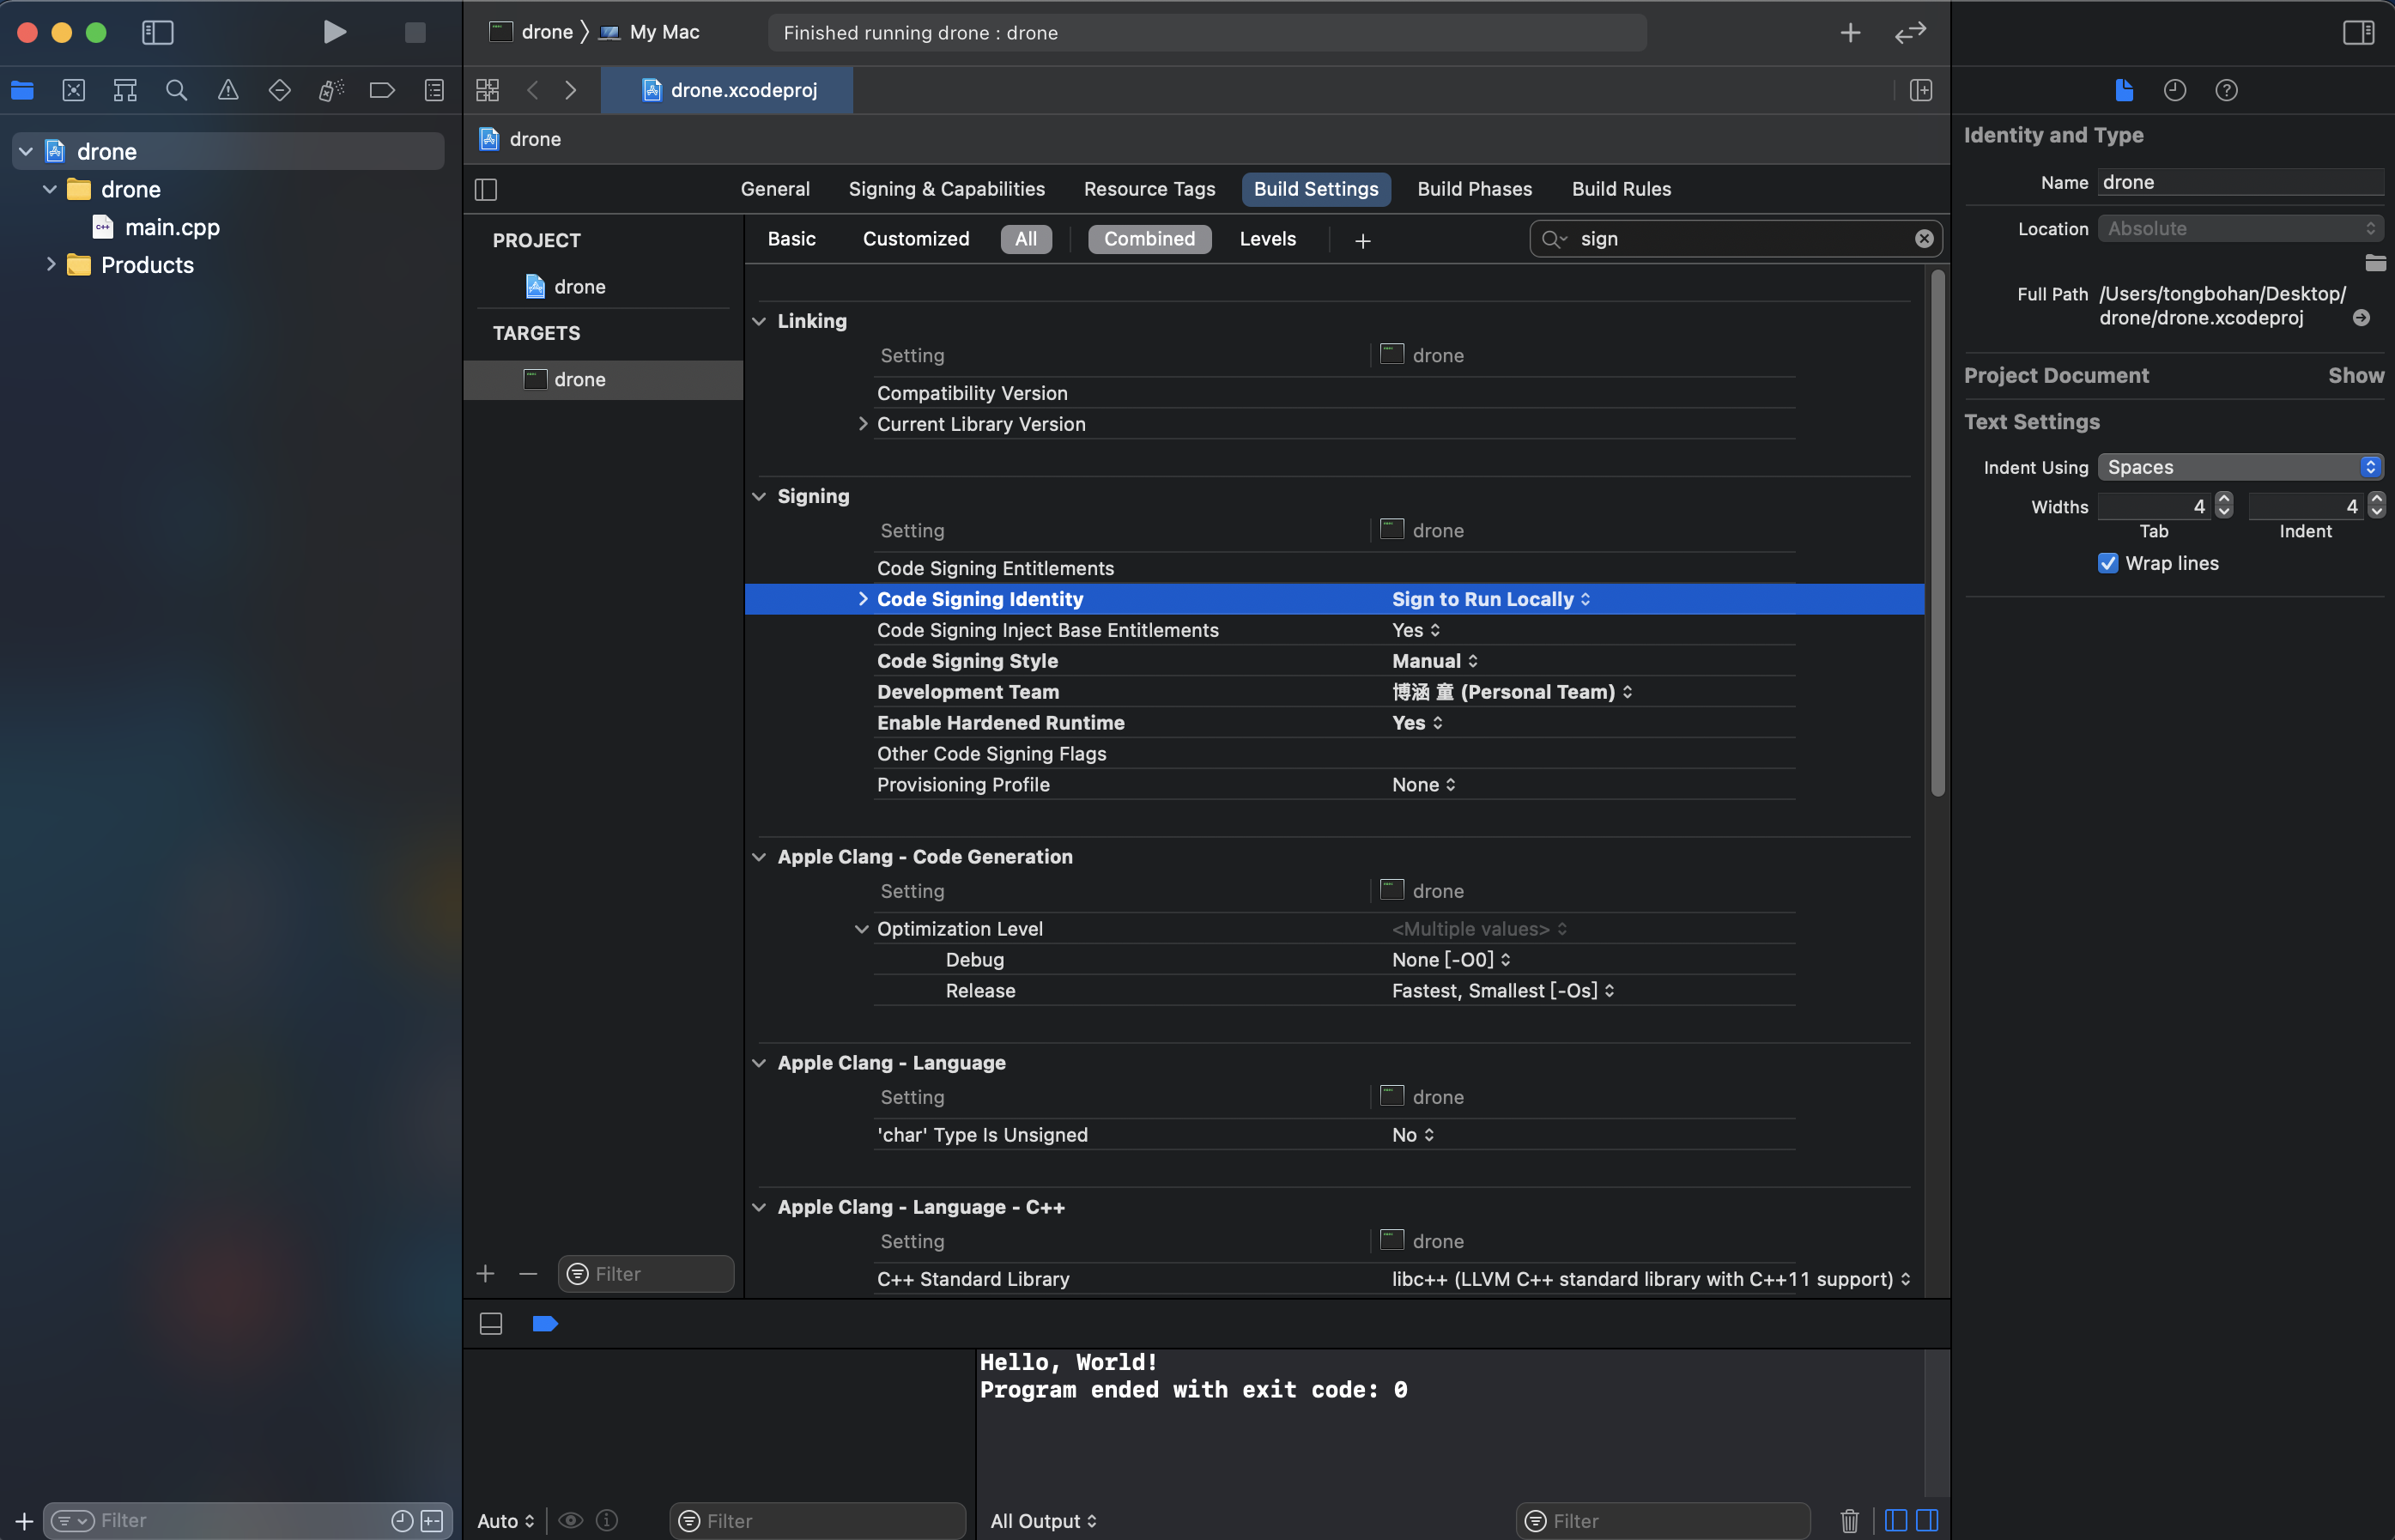 drone 〉 My Mac
Finished running drone : drone
drone.xcodeproj
drone
drone
main.cpp
Products
Filter
drone
General
Signing & Capabilities
Resource Tags
Build Settings
Build Phases
Build Rules
PROJECT
drone
TARGETS
drone
Filter
Basic
Customized
All
Combined
Levels
sign
Linking
Setting drone
Compatibility Version
Current Library Version
Signing
Setting drone
Code Signing Entitlements
Code Signing Identity Sign to Run Locally
Code Signing Inject Base Entitlements Yes
Code Signing Style Manual
Development Team 博涵 童 (Personal Team)
Enable Hardened Runtime Yes
Other Code Signing Flags
Provisioning Profile None
Apple Clang - Code Generation
Setting drone
Optimization Level <Multiple values>
Debug None [-O0]
Release Fastest, Smallest [-Os]
Apple Clang - Language
Setting drone
'char' Type Is Unsigned No
Apple Clang - Language - C++
Setting drone
C++ Standard Library libc++ (LLVM C++ standard library with C++11 support)
Auto
Filter
Hello, World!
Program ended with exit code: 0
All Output
Filter
Identity and Type
Name drone
Location Absolute
Full Path /Users/tongbohan/Desktop/
drone/drone.xcodeproj
Project Document Show
Text Settings
Indent Using Spaces
Widths 4 4
Tab Indent
Wrap lines